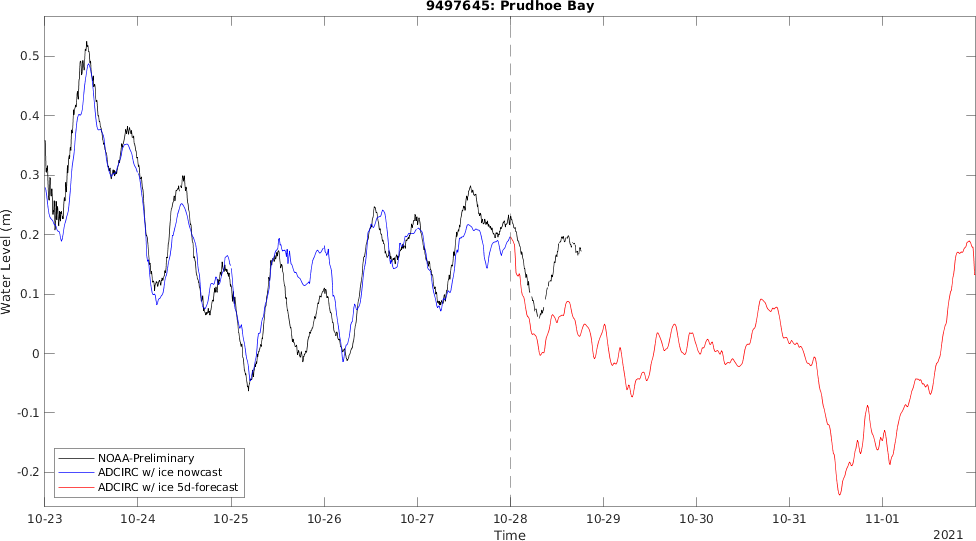 9497645: Prudhoe Bay
Water Level (m)
0.5
0.4
0.3
0.2
0.1
0
-0.1
-0.2
NOAA-Preliminary
ADCIRC w/ ice nowcast
ADCIRC w/ ice 5d-forecast
10-23 10-24 10-25 10-26 10-27 10-28 10-29 10-30 10-31 11-01
Time
2021